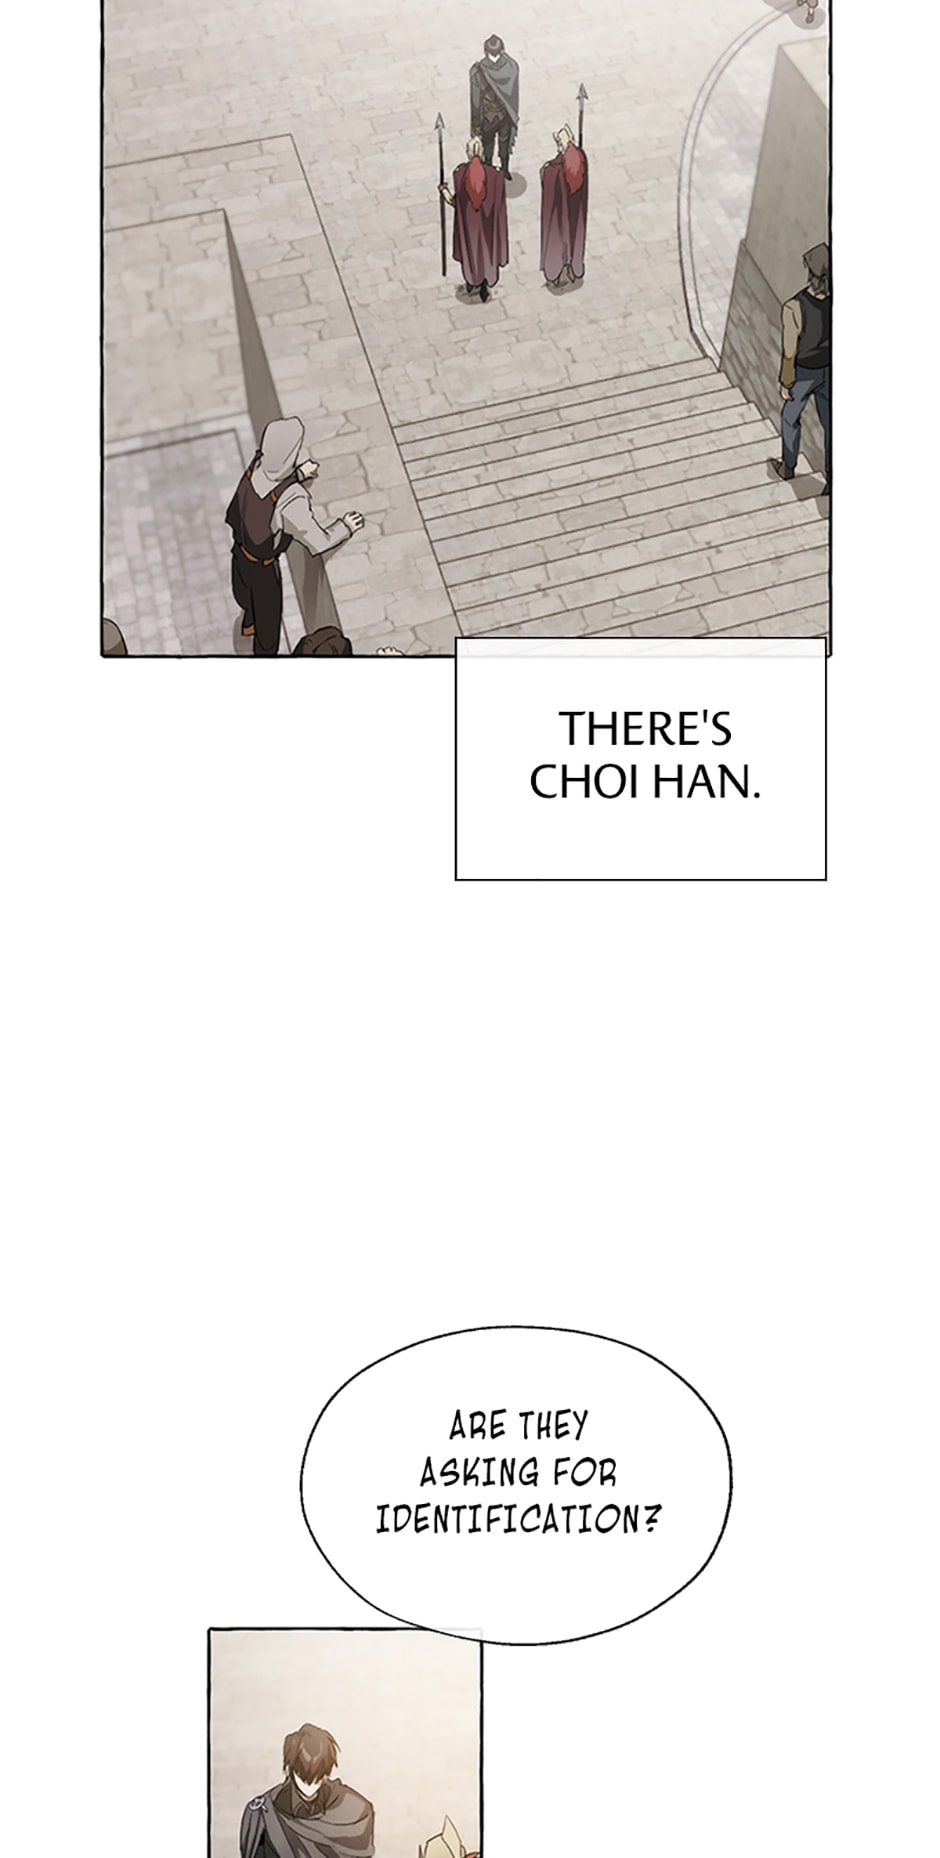 THERE'S
CHOI HAN.
ARE THEY
ASKING FOR
IDENTIFICATION?